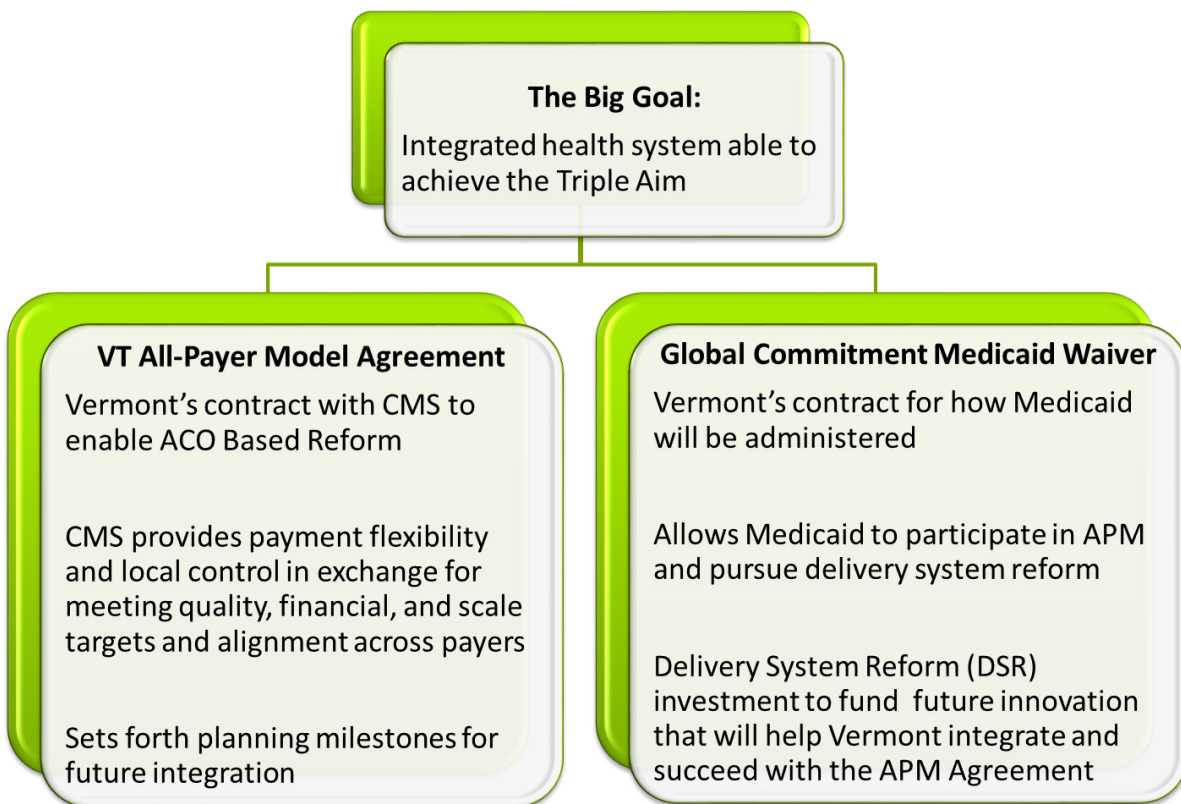 The Big Goal:
Integrated health system able to
achieve the Triple Aim
VT All-Payer Model Agreement
Vermont’s contract with CMS to
enable ACO Based Reform
CMS provides payment flexibility
and local control in exchange for
meeting quality, financial, and scale
targets and alignment across payers
Sets forth planning milestones for
future integration
Global Commitment Medicaid Waiver
Vermont’s contract for how Medicaid
will be administered
Allows Medicaid to participate in APM
and pursue delivery system reform
Delivery System Reform (DSR)
investment to fund  future innovation
that will help Vermont integrate and
succeed with the APM Agreement